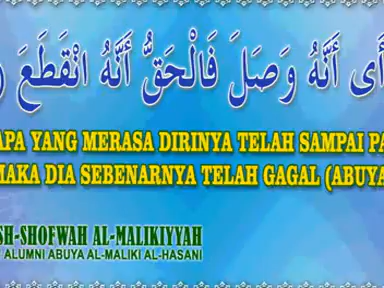 أَى أَنَّهُ وَصَلَ فَالْحَقُّ أَنَّهُ انْقَطَعَ (
APA YANG MERASA DIRINYA TELAH SAMPAI PA
MAKA DIA SEBENARNYA TELAH GAGAL (ABUYA
SH-SHOFWAH AL-MALIKIYYAH
ALUMNI ABUYA AL-MALIKI AL-HASANI